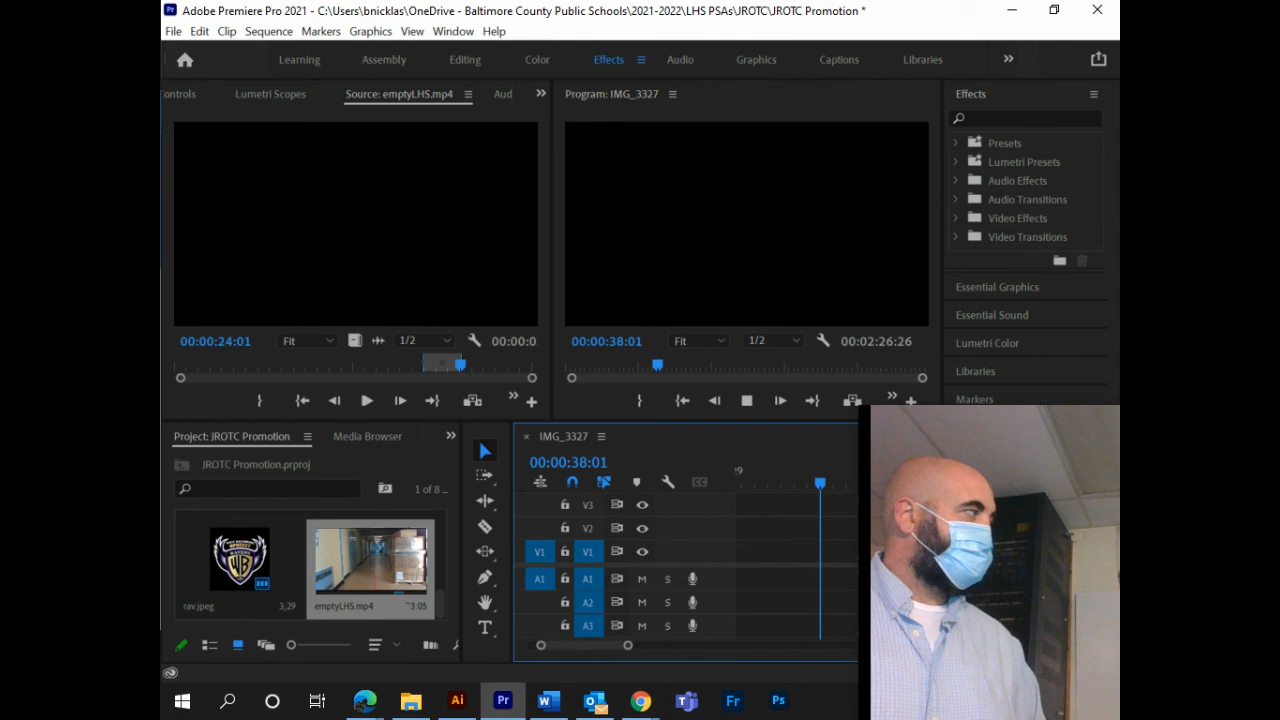 Adobe Premiere Pro 2021 - C:\Users\bnicklas\OneDrive - Baltimore County Public Schools\2021-2022\LHS PSAs\JROTC\JROTC Promotion *
File Edit Clip Sequence Markers Graphics View Window Help
Learning Assembly Editing Color Effects Audio Graphics Captions Libraries
ontrols Lumetri Scopes Source: emptyLHS.mp4 Aud Program: IMG_3327 Effects
Presets
Lumetri Presets
Audio Effects
Audio Transitions
Video Effects
Video Transitions
Essential Graphics
Essential Sound
Lumetri Color
Libraries
Markers
00:00:24:01 Fit 1/2 00:00:0 00:00:38:01 Fit 1/2 00:02:26:26
Project: JROTC Promotion Media Browser
JROTC Promotion.prproj
1 of 8 ...
rav.jpeg 3;29 emptyLHS.mp4 3:05
IMG_3327
00:00:38:01
V3
V2
V1 V1
A1 A1 M S
A2 M S
A3 M S
Ai Pr W Fr Ps